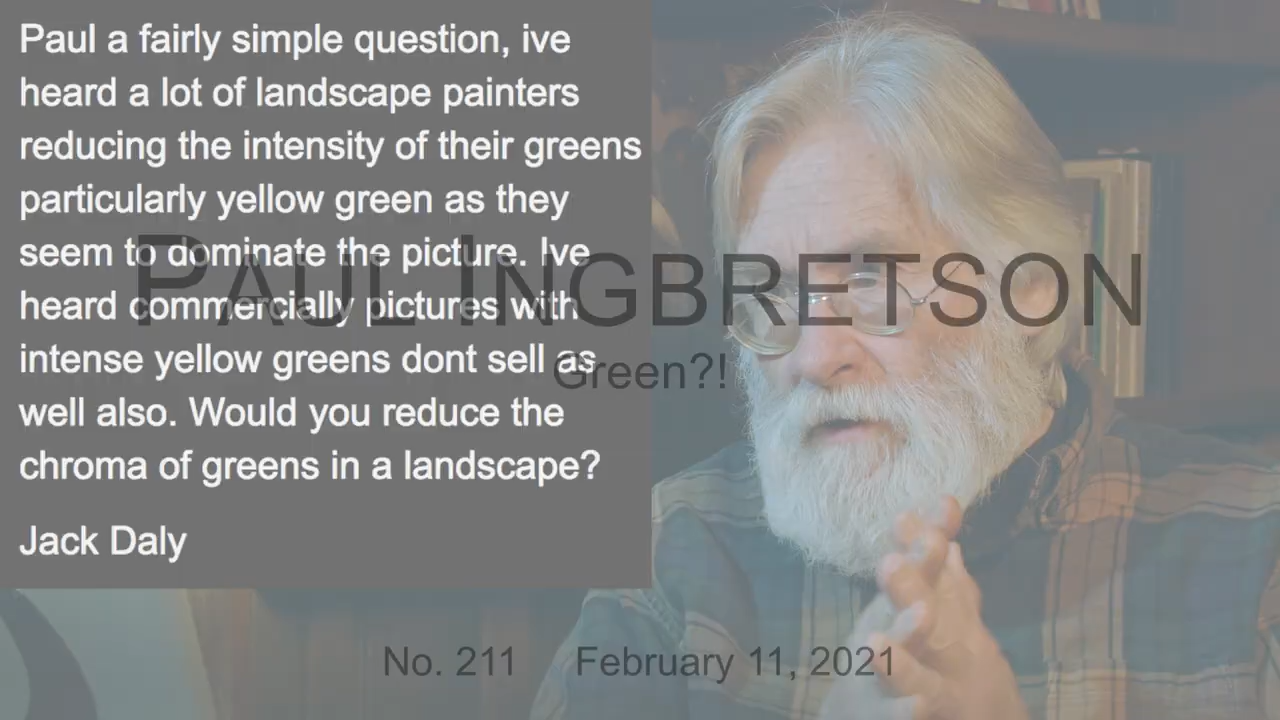 Paul a fairly simple question, ive
heard a lot of landscape painters
reducing the intensity of their greens
particularly yellow green as they
seem to dominate the picture. Ive
heard commercially pictures with
intense yellow greens dont sell as
well also. Would you reduce the
chroma of greens in a landscape?
Jack Daly
PAUL INGBRETSON
Green?!
No. 211 February 11, 2021